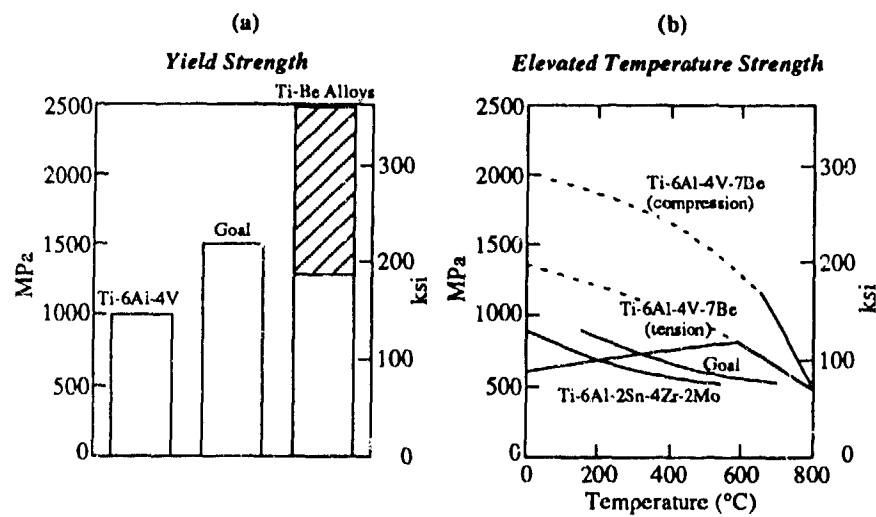 (a)
Yield Strength
Ti-Be Alloys
2500
2000
1500
1000
500
0
MPa
Ti-6Al-4V
Goal
300
200
100
0
ksi
(b)
Elevated Temperature Strength
2500
2000
1500
1000
500
0
MPa
Ti-6Al-4V-7Be
(compression)
Ti-6Al-4V-7Be
(tension)
Goal
Ti-6Al-2Sn-4Zr-2Mo
300
200
100
0
ksi
0 200 400 600 800
Temperature (°C)